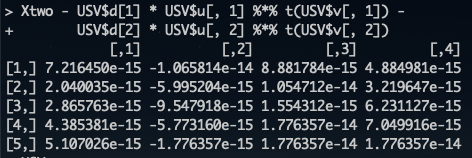 > Xtwo - USV$d[1] * USV$u[, 1] %*% t(USV$v[, 1]) -
+ USV$d[2] * USV$u[, 2] %*% t(USV$v[, 2])
[,1] [,2] [,3] [,4]
[1,] 7.216450e-15 -1.065814e-14 8.881784e-15 4.884981e-15
[2,] 2.040035e-15 -5.995204e-15 1.054712e-14 3.219647e-15
[3,] 2.865763e-15 -9.547918e-15 1.554312e-15 6.231127e-15
[4,] 4.385381e-15 -5.773160e-15 1.776357e-14 7.049916e-15
[5,] 5.107026e-15 -1.776357e-15 1.776357e-14 1.776357e-14